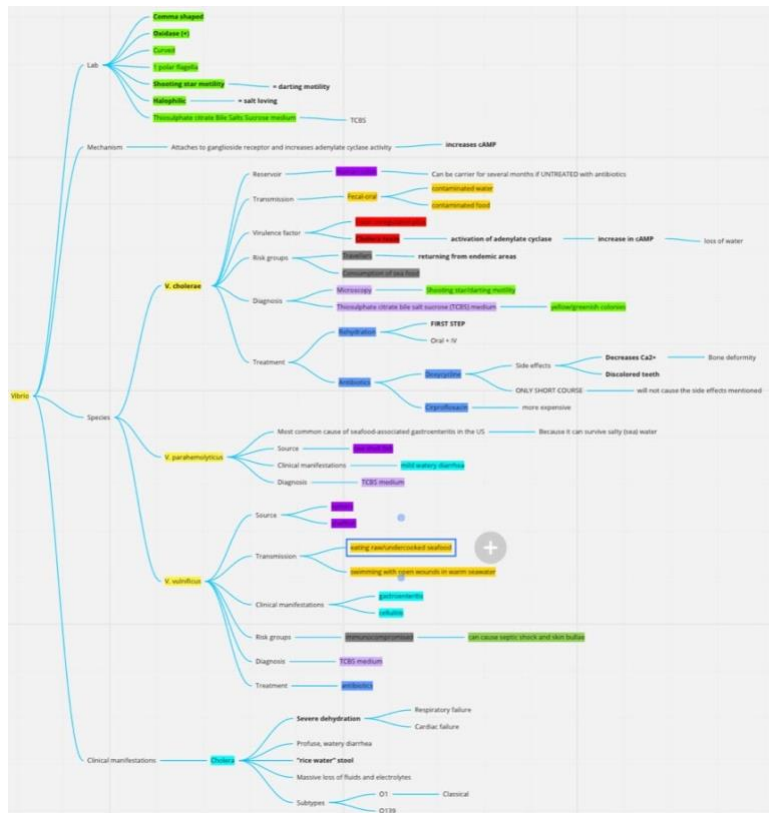 Comma shaped
Oxidase (+)
Curved
1 polar flagella
Shooting star motility = darting motility
Halophilic = salt loving
Thiosulphate citrate Bile Salts Sucrose medium TCBS
Lab
Mechanism Attaches to ganglioside receptor and increases adenylate cyclase activity increases cAMP
Vibrio
Species
V. cholerae
Reservoir Can be carrier for several months if UNTREATED with antibiotics
Transmission Fecal-oral
contaminated water
contaminated food
Virulence factor
activation of adenylate cyclase increase in cAMP loss of water
Risk groups
Travellers returning from endemic areas
Consumption of sea food
Diagnosis
Microscopy Shooting star/darting motility
Thiosulphate citrate bile salt sucrose (TCBS) medium yellow/greenish colonies
Treatment
Rehydration
FIRST STEP
Oral + IV
Antibiotics
Doxycycline
Side effects
Decreases Ca2+ Bone deformity
Discolored teeth
ONLY SHORT COURSE will not cause the side effects mentioned
Ciprofloxacin more expensive
V. parahemolyticus
Most common cause of seafood-associated gastroenteritis in the US Because it can survive salty (sea) water
Source
Clinical manifestations mild watery diarrhea
Diagnosis TCBS medium
V. vulnificus
Source
Transmission
eating raw/undercooked seafood
swimming with open wounds in warm seawater
Clinical manifestations
gastroenteritis
cellulitis
Risk groups immunocompromised can cause septic shock and skin bullae
Diagnosis TCBS medium
Treatment antibiotics
Clinical manifestations Cholera
Severe dehydration
Respiratory failure
Cardiac failure
Profuse, watery diarrhea
"rice water" stool
Massive loss of fluids and electrolytes
Subtypes
O1 Classical
O139